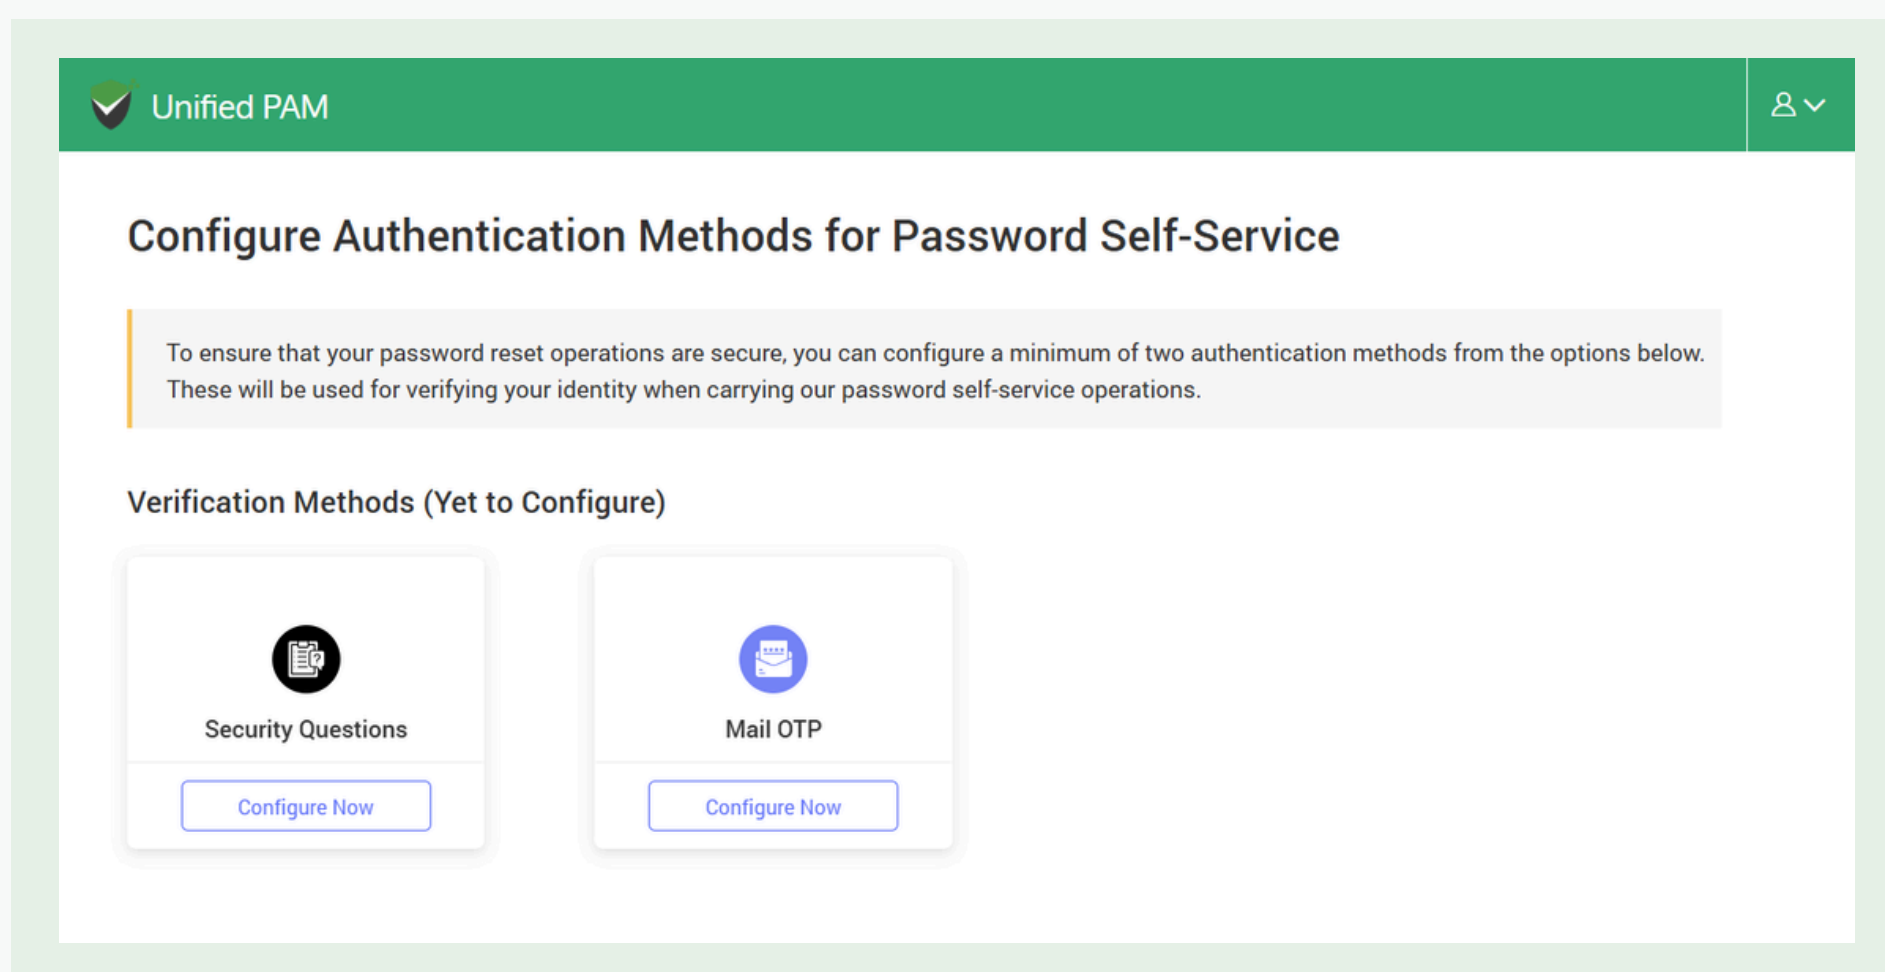 Unified PAM
Configure Authentication Methods for Password Self-Service
To ensure that your password reset operations are secure, you can configure a minimum of two authentication methods from the options below.
These will be used for verifying your identity when carrying our password self-service operations.
Verification Methods (Yet to Configure)
Security Questions
Configure Now
Mail OTP
Configure Now